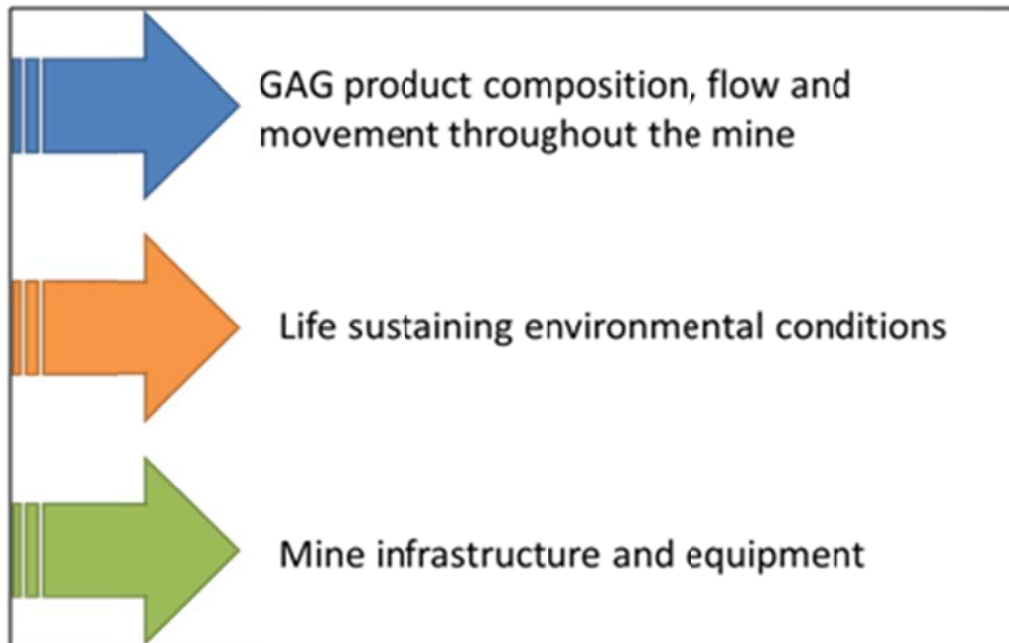 GAG product composition, flow and
movement throughout the mine
Life sustaining environmental conditions
Mine infrastructure and equipment